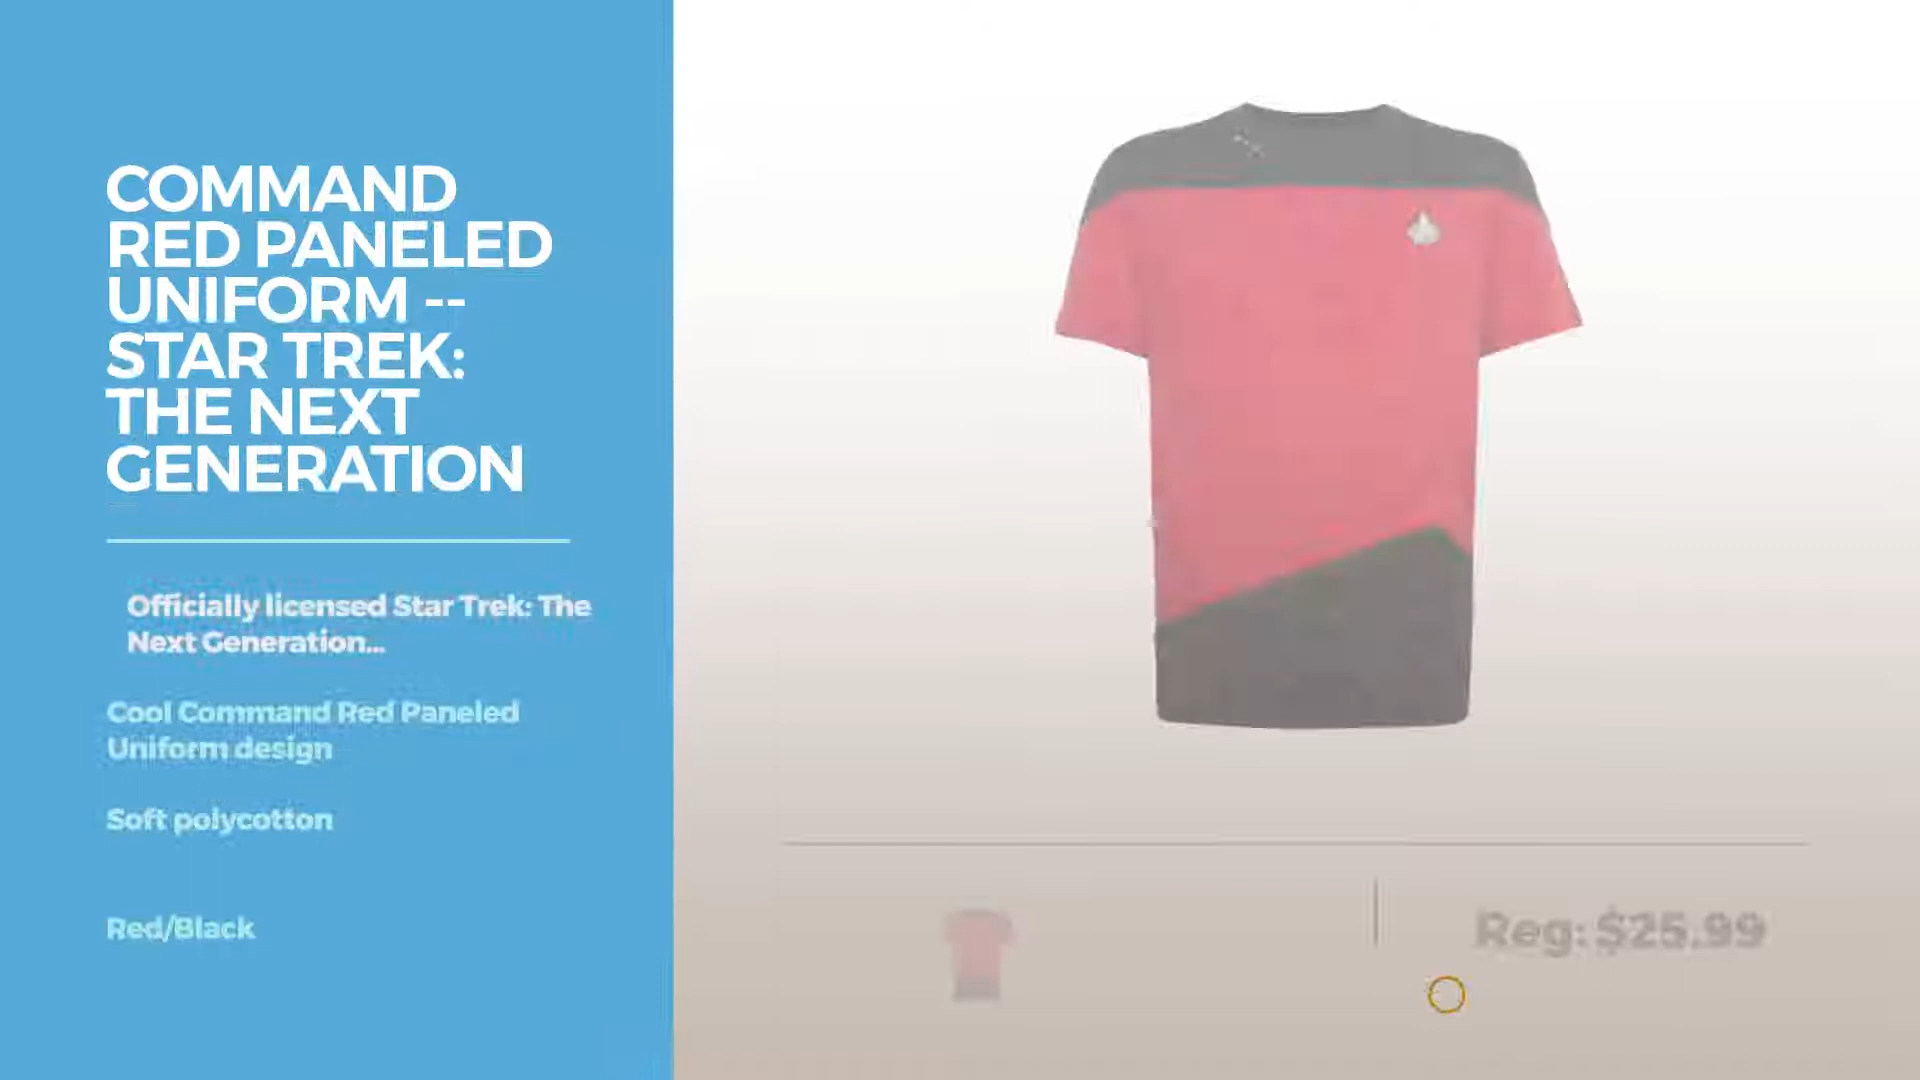 COMMAND
RED PANELED
UNIFORM --
STAR TREK:
THE NEXT
GENERATION
Officially licensed Star Trek: The
Next Generation...
Cool Command Red Paneled
Uniform design
Soft polycotton
Red/Black
Reg: $25.99